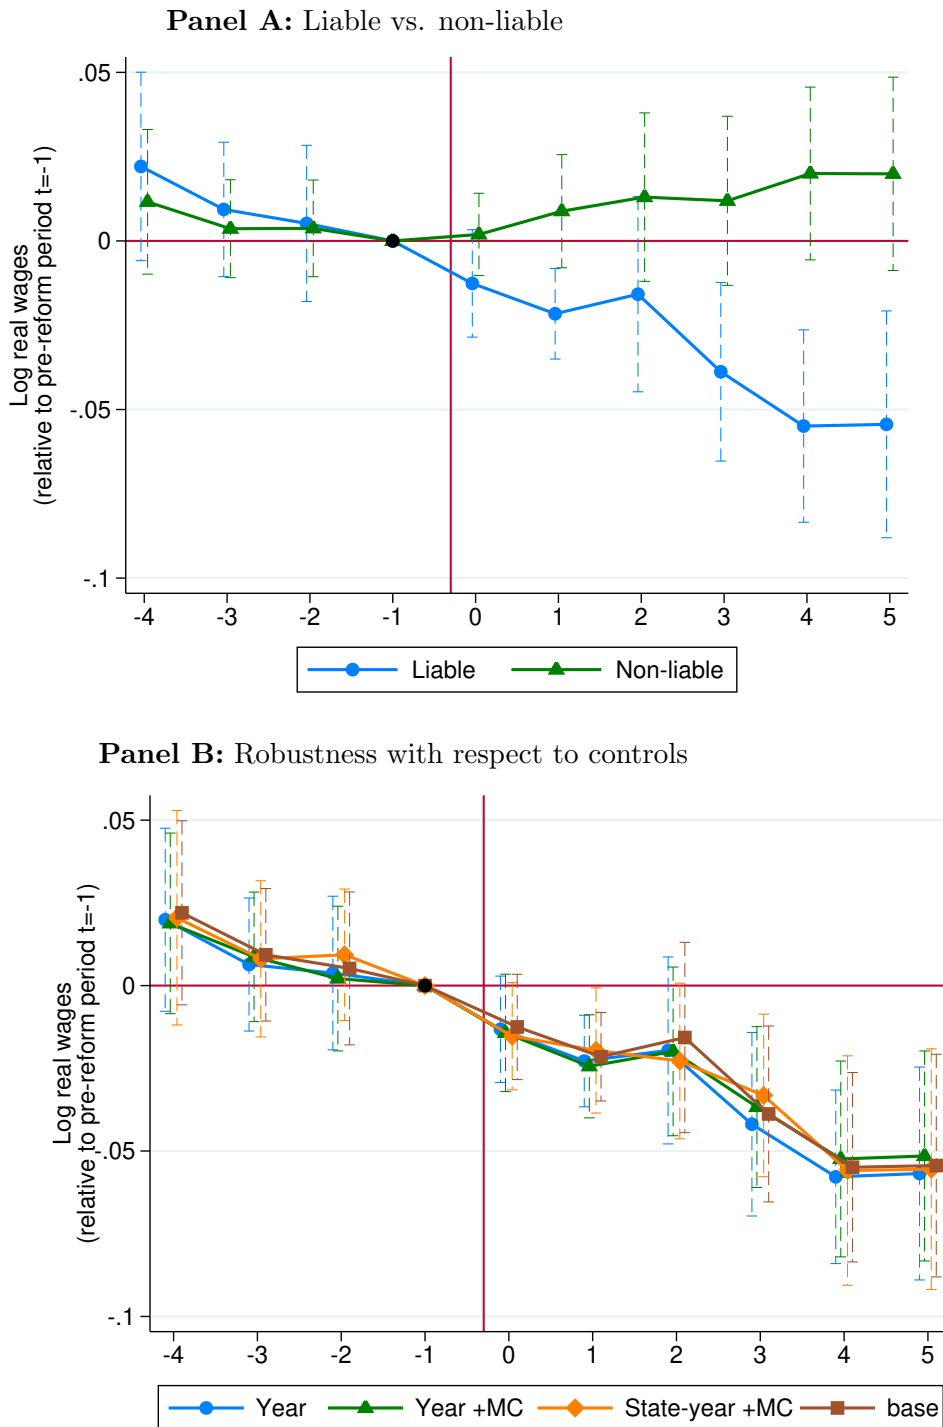 Panel A: Liable vs. non-liable
Log real wages
(relative to pre-reform period t=-1)
.05
0
-.05
-.1
-4 -3 -2 -1 0 1 2 3 4 5
Liable Non-liable
Panel B: Robustness with respect to controls
Log real wages
(relative to pre-reform period t=-1)
.05
0
-.05
-.1
-4 -3 -2 -1 0 1 2 3 4 5
Year Year +MC State-year +MC base